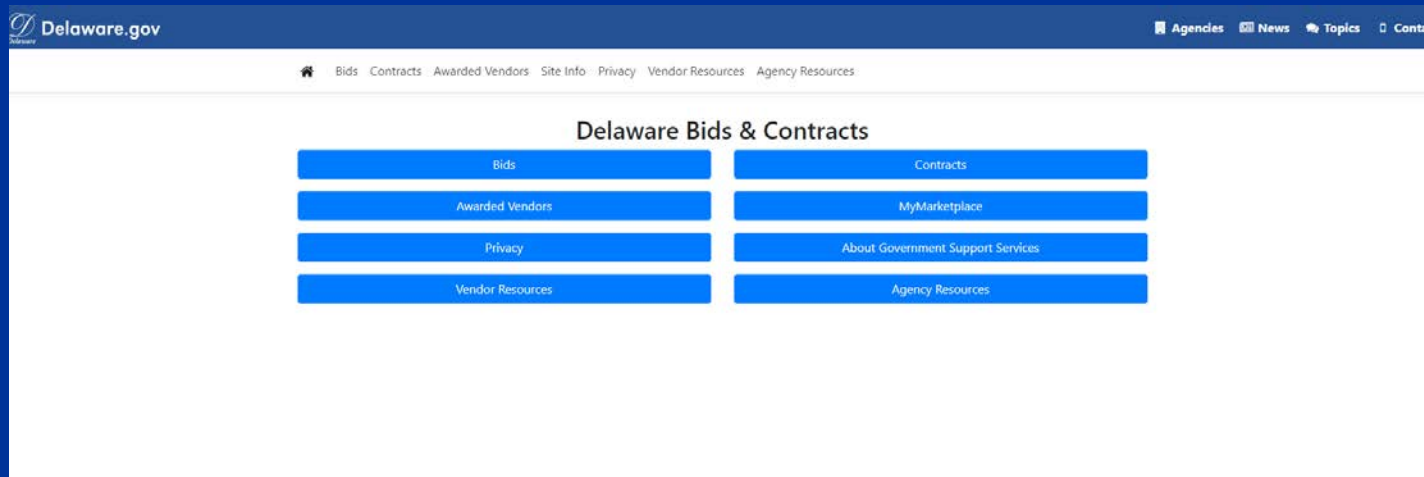 Delaware.gov
Agencies News Topics
Bids Contracts Awarded Vendors Site Info Privacy Vendor Resources Agency Resources
Delaware Bids & Contracts
Bids Contracts
Awarded Vendors MyMarketplace
Privacy About Government Support Services
Vendor Resources Agency Resources